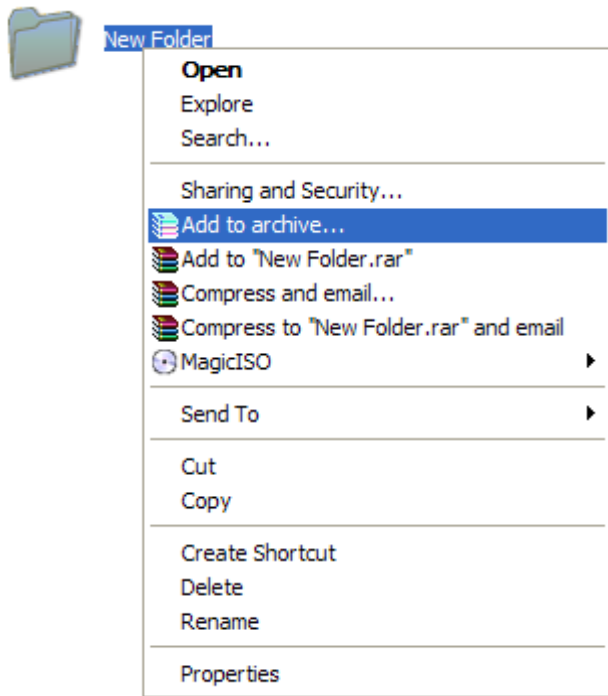 New Folder
Open
Explore
Search...
Sharing and Security...
Add to archive...
Add to "New Folder.rar"
Compress and email...
Compress to "New Folder.rar" and email
MagicISO
Send To
Cut
Copy
Create Shortcut
Delete
Rename
Properties